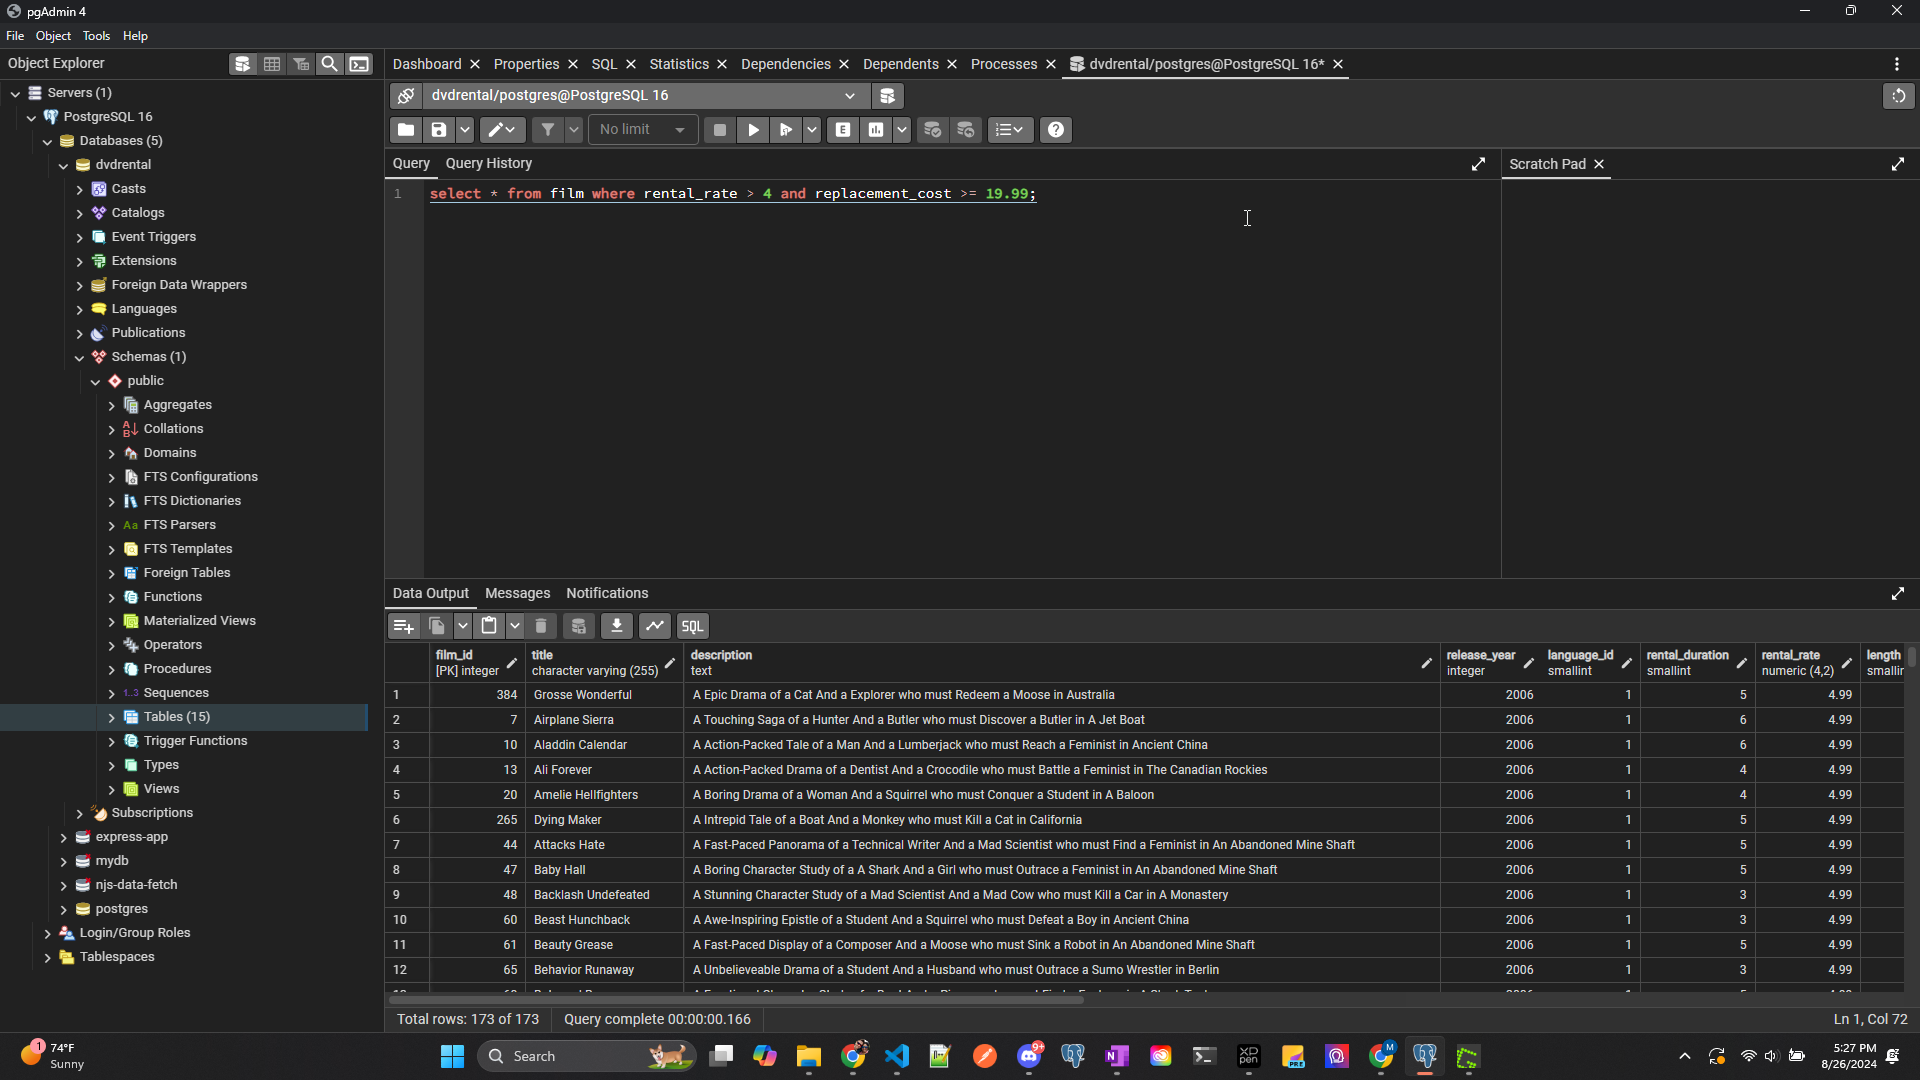 pgAdmin 4
File Object Tools Help
Object Explorer
Dashboard Properties SQL Statistics Dependencies Dependents Processes dvdrental/postgres@PostgreSQL 16*
Servers (1)
PostgreSQL 16
Databases (5)
dvdrental
Casts
Catalogs
Event Triggers
Extensions
Foreign Data Wrappers
Languages
Publications
Schemas (1)
public
Aggregates
Collations
Domains
FTS Configurations
FTS Dictionaries
Aa FTS Parsers
FTS Templates
Foreign Tables
Functions
Materialized Views
Operators
Procedures
1..3 Sequences
Tables (15)
Trigger Functions
Types
Views
Subscriptions
express-app
mydb
njs-data-fetch
postgres
Login/Group Roles
Tablespaces
dvdrental/postgres@PostgreSQL 16
No limit
E
Query Query History
Scratch Pad
1 select * from film where rental_rate > 4 and replacement_cost >= 19.99;
Data Output Messages Notifications
SQL
film_id title description release_year language_id rental_duration rental_rate length
[PK] integer character varying (255) text integer smallint smallint numeric (4,2) smallin
1 384 Grosse Wonderful A Epic Drama of a Cat And a Explorer who must Redeem a Moose in Australia 2006 1 5 4.99
2 7 Airplane Sierra A Touching Saga of a Hunter And a Butler who must Discover a Butler in A Jet Boat 2006 1 6 4.99
3 10 Aladdin Calendar A Action-Packed Tale of a Man And a Lumberjack who must Reach a Feminist in Ancient China 2006 1 6 4.99
4 13 Ali Forever A Action-Packed Drama of a Dentist And a Crocodile who must Battle a Feminist in The Canadian Rockies 2006 1 4 4.99
5 20 Amelie Hellfighters A Boring Drama of a Woman And a Squirrel who must Conquer a Student in A Baloon 2006 1 4 4.99
6 265 Dying Maker A Intrepid Tale of a Boat And a Monkey who must Kill a Cat in California 2006 1 5 4.99
7 44 Attacks Hate A Fast-Paced Panorama of a Technical Writer And a Mad Scientist who must Find a Feminist in An Abandoned Mine Shaft 2006 1 5 4.99
8 47 Baby Hall A Boring Character Study of a A Shark And a Girl who must Outrace a Feminist in An Abandoned Mine Shaft 2006 1 5 4.99
9 48 Backlash Undefeated A Stunning Character Study of a Mad Scientist And a Mad Cow who must Kill a Car in A Monastery 2006 1 3 4.99
10 60 Beast Hunchback A Awe-Inspiring Epistle of a Student And a Squirrel who must Defeat a Boy in Ancient China 2006 1 3 4.99
11 61 Beauty Grease A Fast-Paced Display of a Composer And a Moose who must Sink a Robot in An Abandoned Mine Shaft 2006 1 5 4.99
12 65 Behavior Runaway A Unbelieveable Drama of a Student And a Husband who must Outrace a Sumo Wrestler in Berlin 2006 1 3 4.99
Total rows: 173 of 173 Query complete 00:00:00.166 Ln 1, Col 72
1 74°F
Sunny
Search
9+
M
5:27 PM
8/26/2024